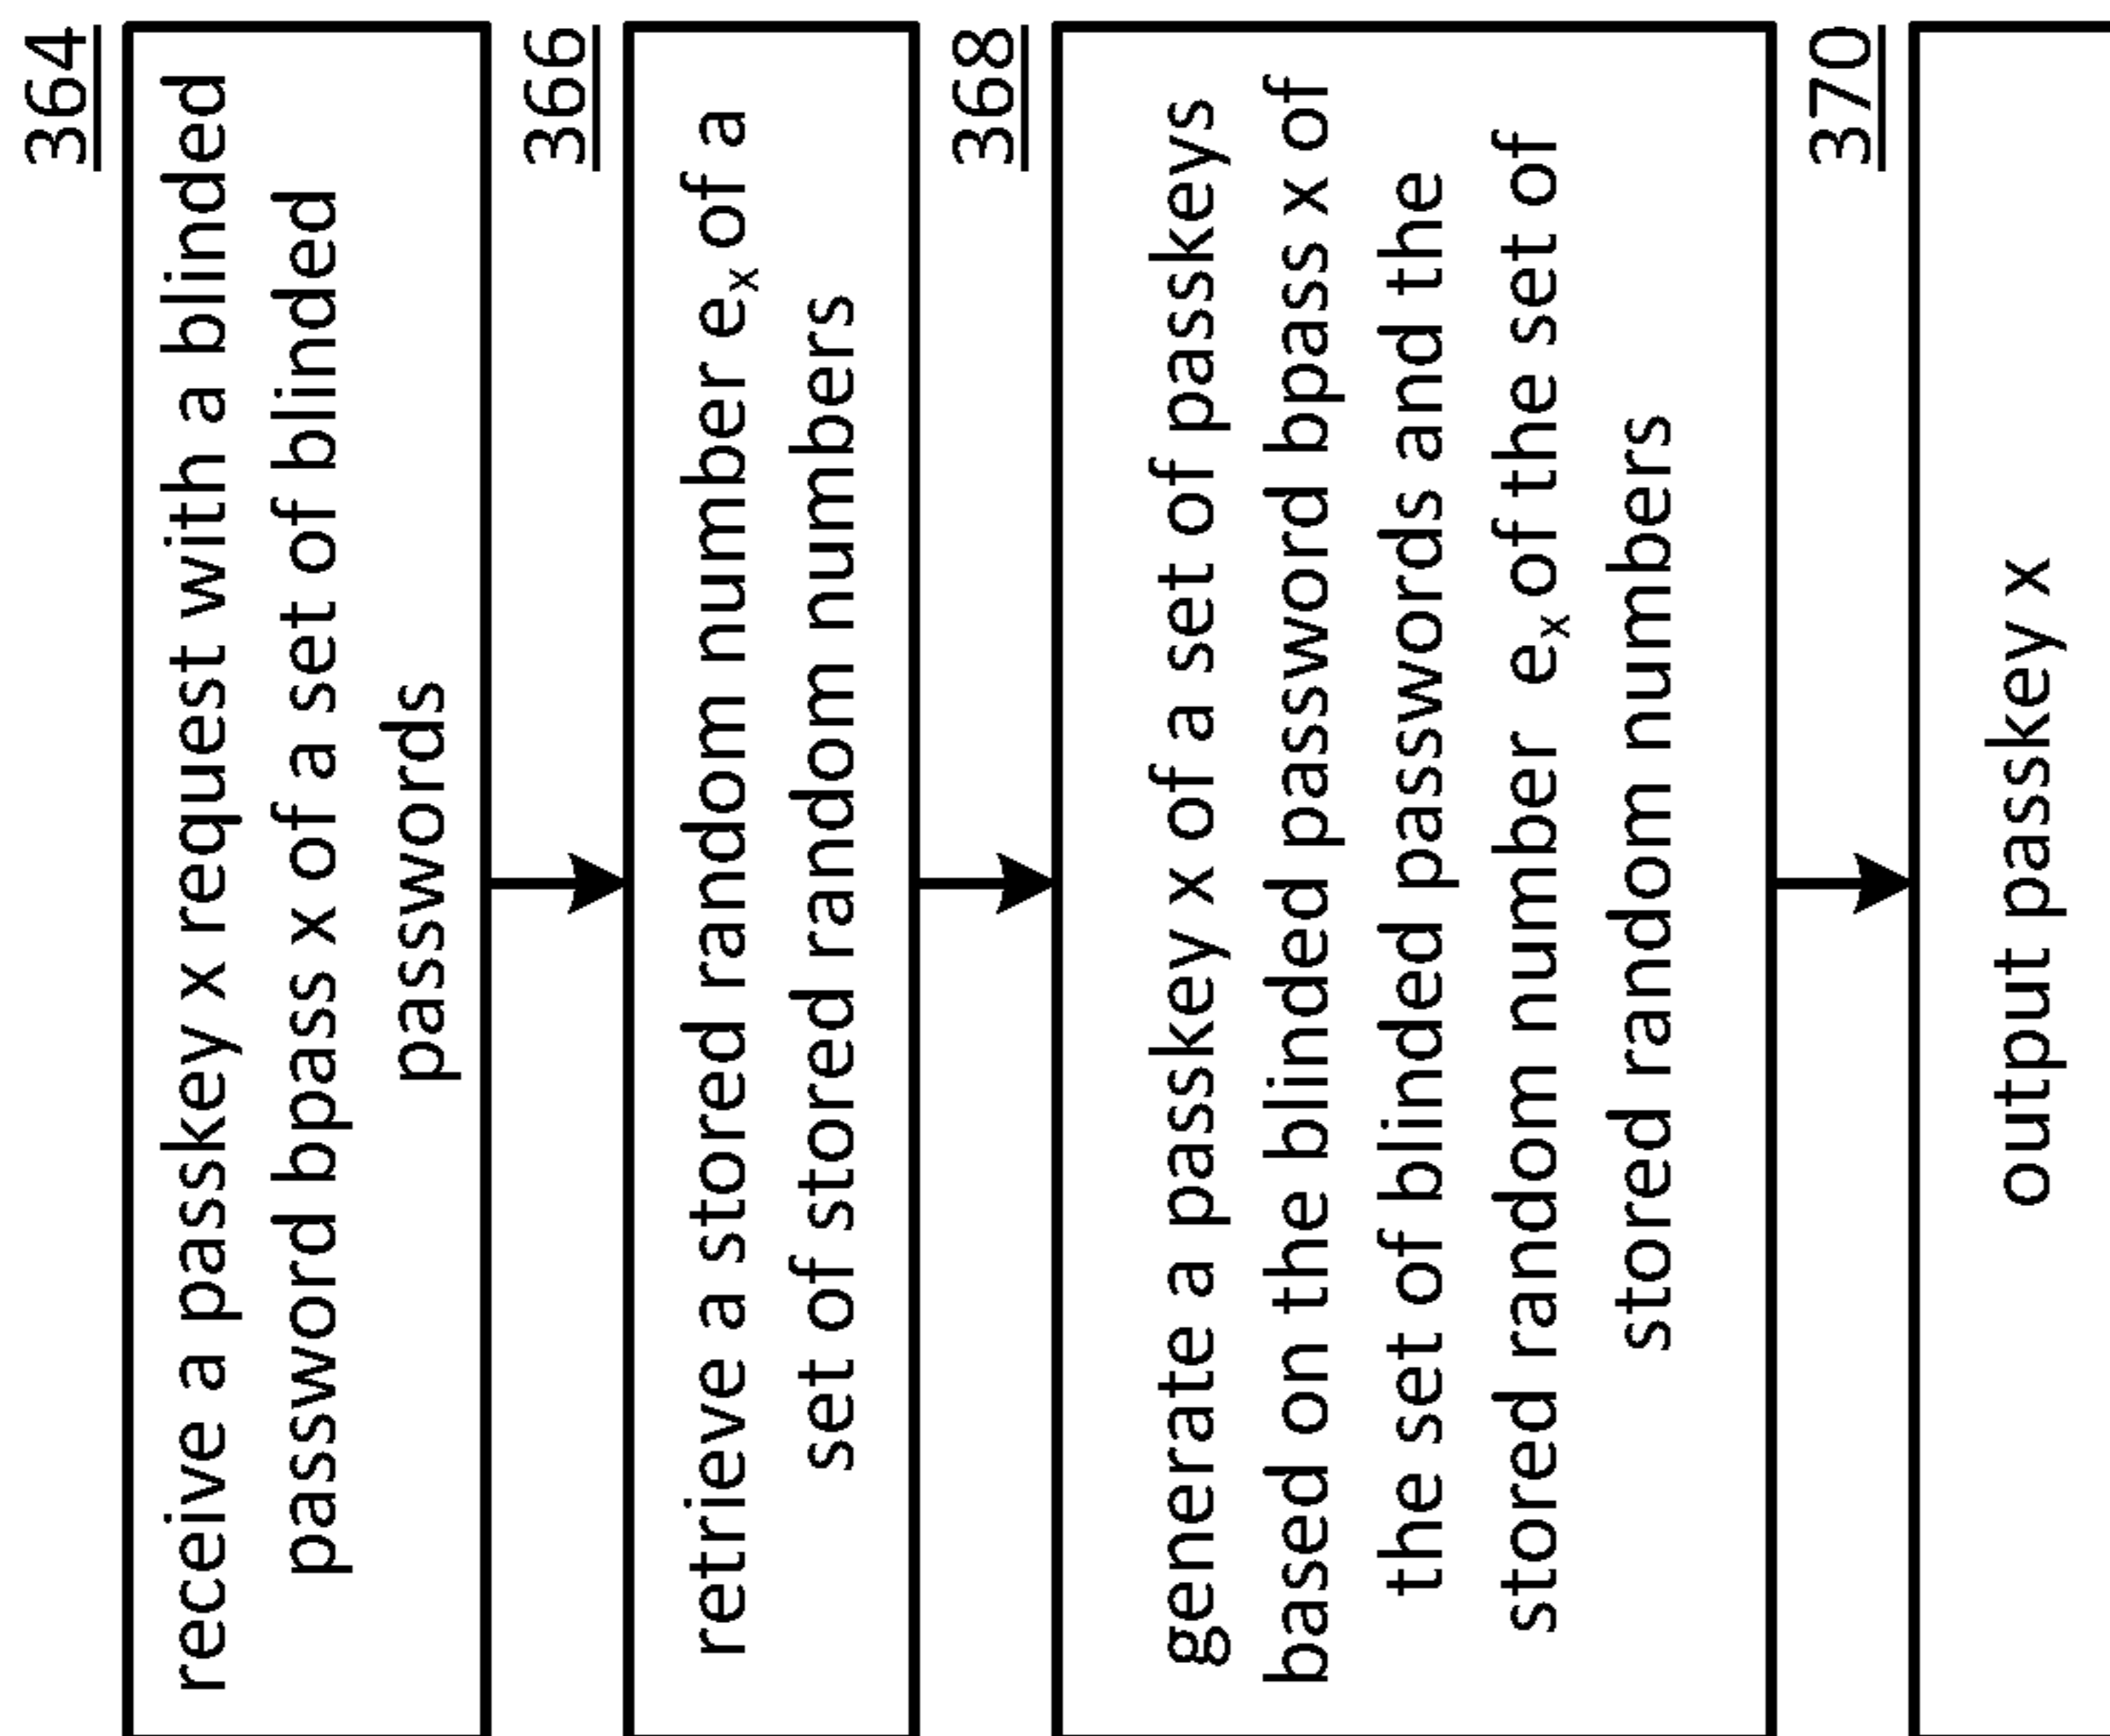 364
receive a passkey x request with a blinded
password bpass x of a set of blinded
passwords
366
retrieve a stored random number eₓ of a
set of stored random numbers
368
generate a passkey x of a set of passkeys
based on the blinded password bpass x of
the set of blinded passwords and the
stored random number eₓ of the set of
stored random numbers
370
output passkey x